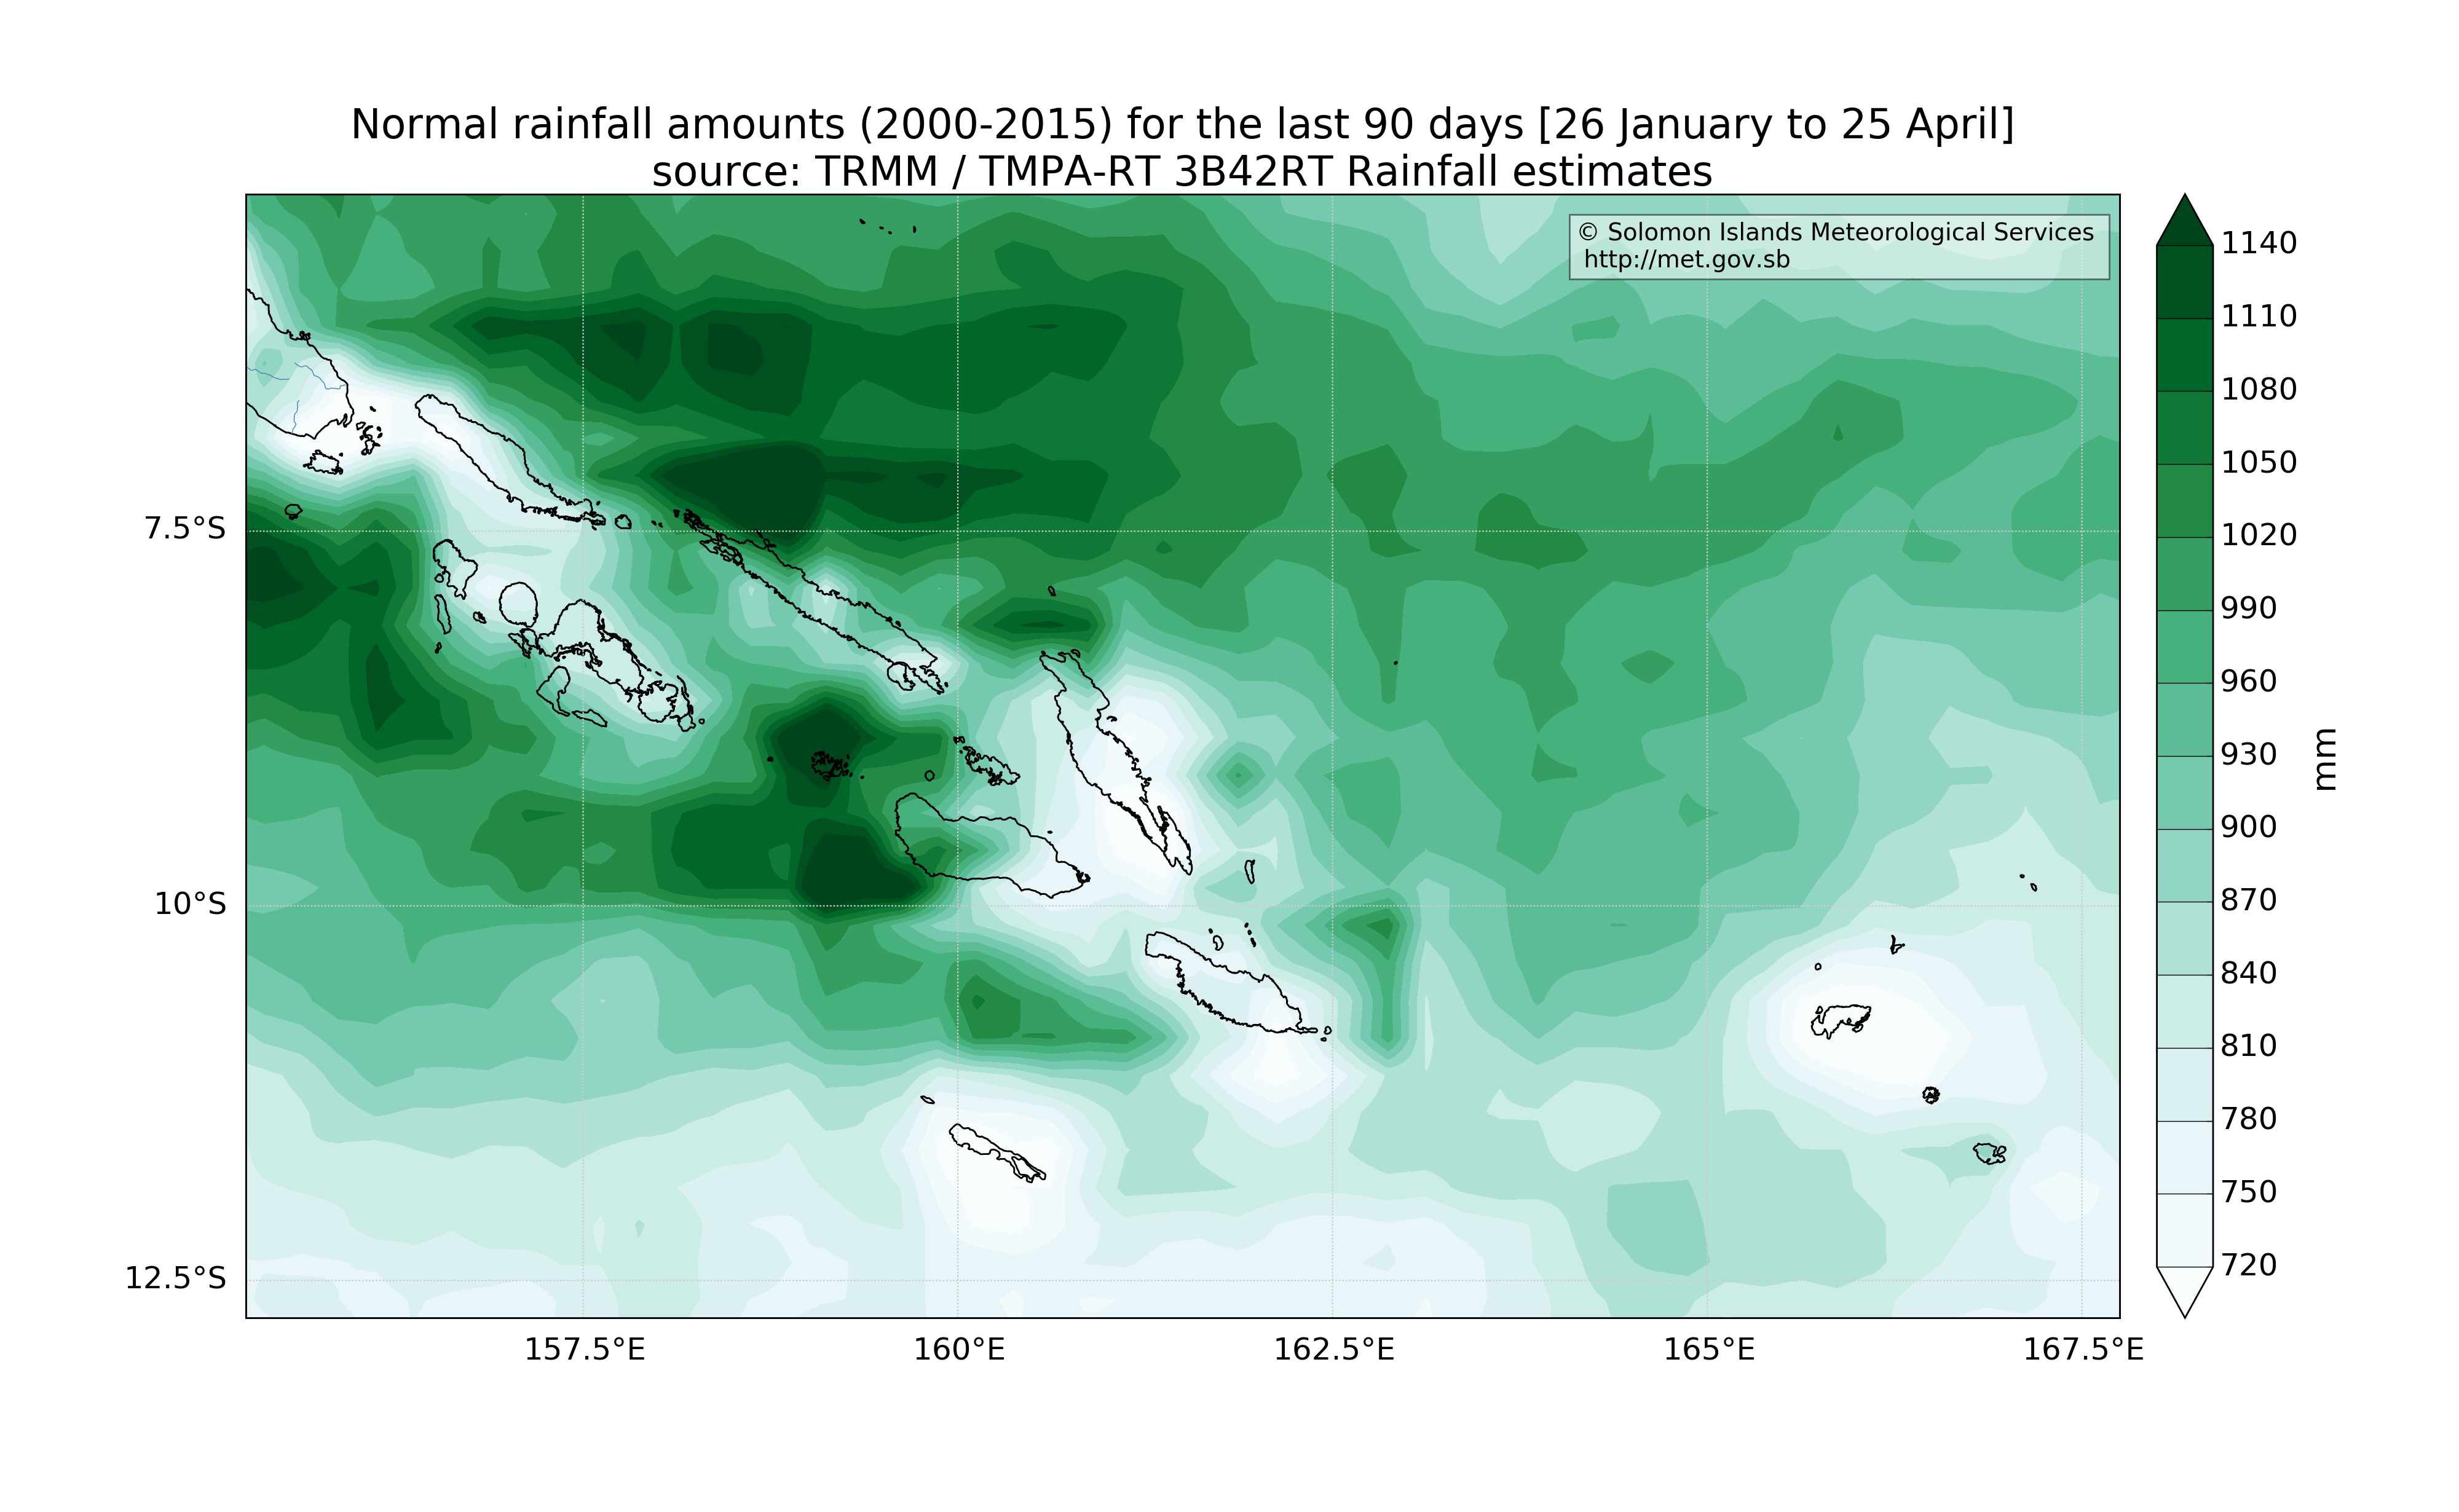 Normal rainfall amounts (2000-2015) for the last 90 days [26 January to 25 April]
source: TRMM / TMPA-RT 3B42RT Rainfall estimates
© Solomon Islands Meteorological Services
http://met.gov.sb
7.5°S
10°S
12.5°S
157.5°E
160°E
162.5°E
165°E
167.5°E
1140
1110
1080
1050
1020
990
960
930
900
870
840
810
780
750
720
mm